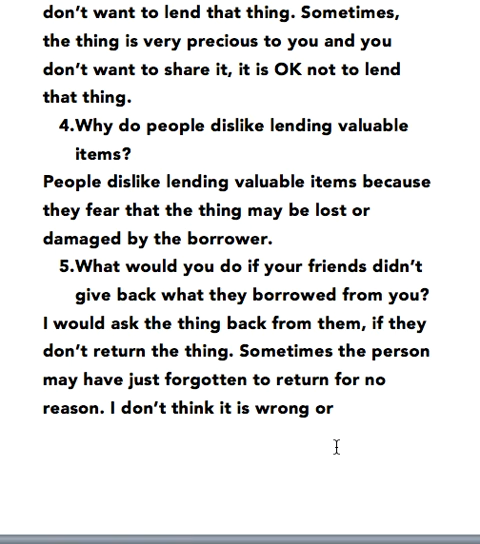 don’t want to lend that thing. Sometimes,
the thing is very precious to you and you
don’t want to share it, it is OK not to lend
that thing.
4.Why do people dislike lending valuable
items?
People dislike lending valuable items because
they fear that the thing may be lost or
damaged by the borrower.
5.What would you do if your friends didn’t
give back what they borrowed from you?
I would ask the thing back from them, if they
don’t return the thing. Sometimes the person
may have just forgotten to return for no
reason. I don’t think it is wrong or